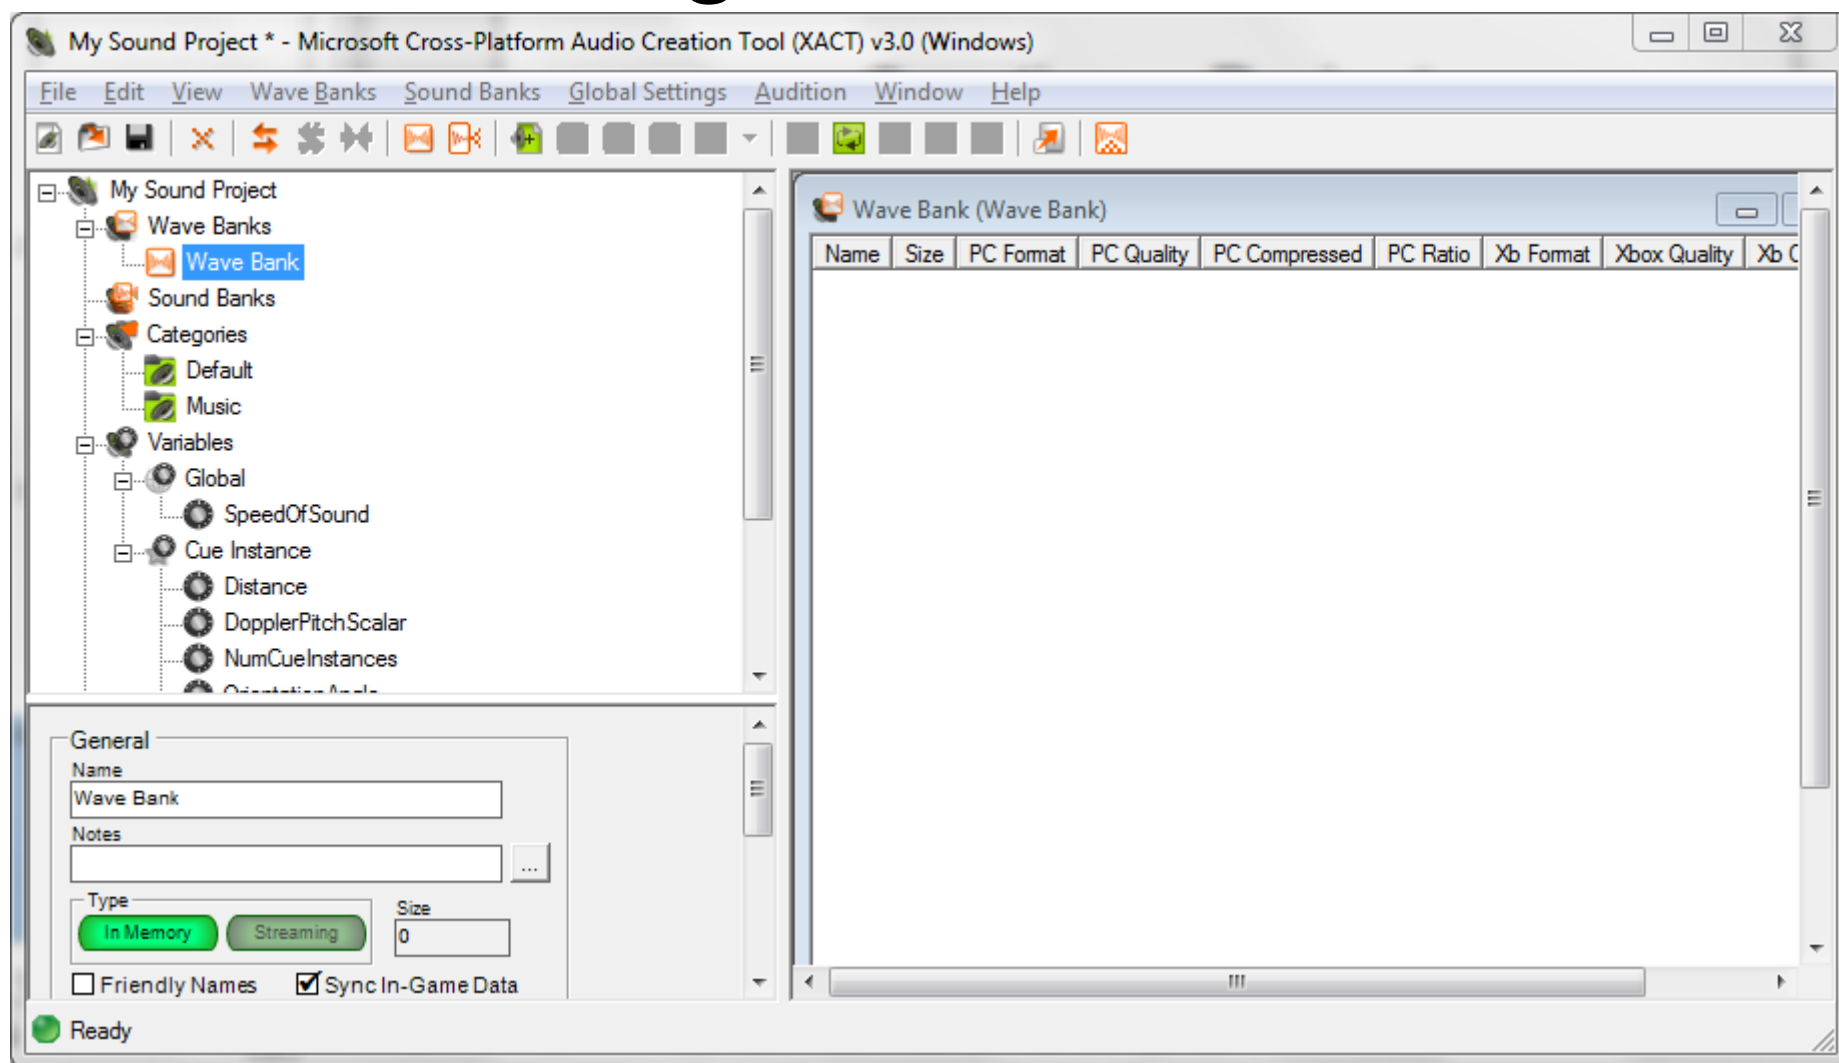 My Sound Project * - Microsoft Cross-Platform Audio Creation Tool (XACT) v3.0 (Windows)
File Edit View Wave Banks Sound Banks Global Settings Audition Window Help
My Sound Project
Wave Banks
Wave Bank
Sound Banks
Categories
Default
Music
Variables
Global
SpeedOfSound
Cue Instance
Distance
DopplerPitchScalar
NumCueInstances
OrientationAngle
General
Name
Wave Bank
Notes
...
Type
In Memory Streaming
Size
0
Friendly Names Sync In-Game Data
Wave Bank (Wave Bank)
Name Size PC Format PC Quality PC Compressed PC Ratio Xb Format Xbox Quality Xb C
Ready